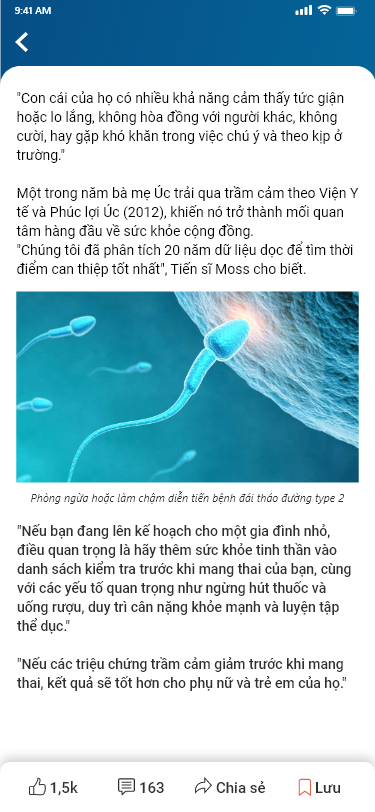 9:41 AM
"Con cái của họ có nhiều khả năng cảm thấy tức giận
hoặc lo lắng, không hòa đồng với người khác, không
cười, hay gặp khó khăn trong việc chú ý và theo kịp ở
trường."
Một trong năm bà mẹ Úc trải qua trầm cảm theo Viện Y
tế và Phúc lợi Úc (2012), khiến nó trở thành mối quan
tâm hàng đầu về sức khỏe cộng đồng.
"Chúng tôi đã phân tích 20 năm dữ liệu dọc để tìm thời
điểm can thiệp tốt nhất", Tiến sĩ Moss cho biết.
Phòng ngừa hoặc làm chậm diễn tiến bệnh đái tháo đường type 2
"Nếu bạn đang lên kế hoạch cho một gia đình nhỏ,
điều quan trọng là hãy thêm sức khỏe tinh thần vào
danh sách kiểm tra trước khi mang thai của bạn, cùng
với các yếu tố quan trọng như ngừng hút thuốc và
uống rượu, duy trì cân nặng khỏe mạnh và luyện tập
thể dục."
"Nếu các triệu chứng trầm cảm giảm trước khi mang
thai, kết quả sẽ tốt hơn cho phụ nữ và trẻ em của họ."
1,5k 163 Chia sẻ Lưu